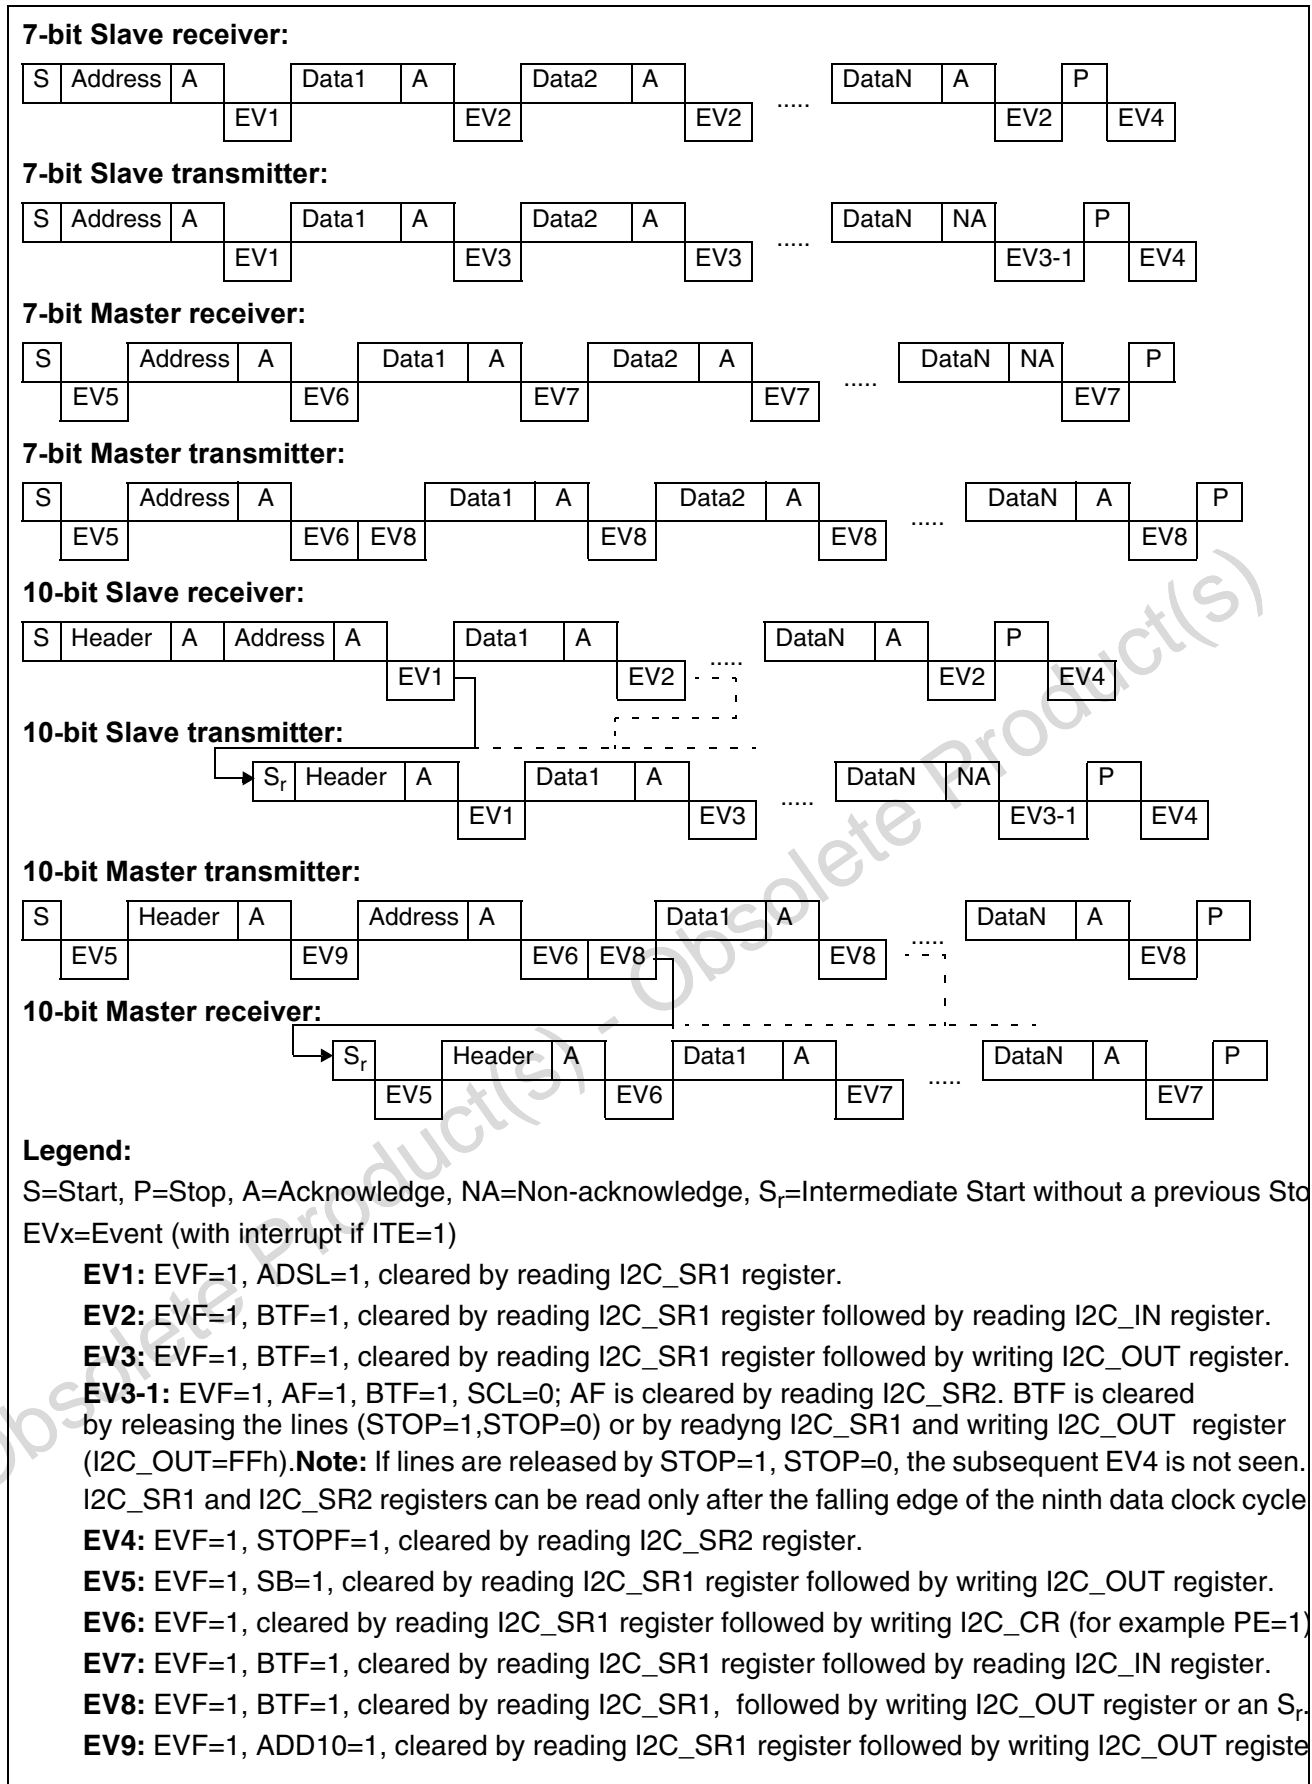 7-bit Slave receiver:
S Address A Data1 A Data2 A ..... DataN A P
EV1 EV2 EV2 EV2 EV4
7-bit Slave transmitter:
S Address A Data1 A Data2 A ..... DataN NA P
EV1 EV3 EV3 EV3-1 EV4
7-bit Master receiver:
S Address A Data1 A Data2 A ..... DataN NA P
EV5 EV6 EV7 EV7 EV7
7-bit Master transmitter:
S Address A Data1 A Data2 A ..... DataN A P
EV5 EV6 EV8 EV8 EV8 EV8
10-bit Slave receiver:
S Header A Address A Data1 A ..... DataN A P
EV1 EV2 EV2 EV4
10-bit Slave transmitter:
Sr Header A Data1 A ..... DataN NA P
EV1 EV3 EV3-1 EV4
10-bit Master transmitter:
S Header A Address A Data1 A ..... DataN A P
EV5 EV9 EV6 EV8 EV8 EV8
10-bit Master receiver:
Sr Header A Data1 A ..... DataN A P
EV5 EV6 EV7 EV7
Legend:
S=Start, P=Stop, A=Acknowledge, NA=Non-acknowledge, Sr=Intermediate Start without a previous Sto
EVx=Event (with interrupt if ITE=1)
EV1: EVF=1, ADSL=1, cleared by reading I2C_SR1 register.
EV2: EVF=1, BTF=1, cleared by reading I2C_SR1 register followed by reading I2C_IN register.
EV3: EVF=1, BTF=1, cleared by reading I2C_SR1 register followed by writing I2C_OUT register.
EV3-1: EVF=1, AF=1, BTF=1, SCL=0; AF is cleared by reading I2C_SR2. BTF is cleared
by releasing the lines (STOP=1,STOP=0) or by readyng I2C_SR1 and writing I2C_OUT register
(I2C_OUT=FFh).Note: If lines are released by STOP=1, STOP=0, the subsequent EV4 is not seen.
I2C_SR1 and I2C_SR2 registers can be read only after the falling edge of the ninth data clock cycle
EV4: EVF=1, STOPF=1, cleared by reading I2C_SR2 register.
EV5: EVF=1, SB=1, cleared by reading I2C_SR1 register followed by writing I2C_OUT register.
EV6: EVF=1, cleared by reading I2C_SR1 register followed by writing I2C_CR (for example PE=1)
EV7: EVF=1, BTF=1, cleared by reading I2C_SR1 register followed by reading I2C_IN register.
EV8: EVF=1, BTF=1, cleared by reading I2C_SR1, followed by writing I2C_OUT register or an Sr.
EV9: EVF=1, ADD10=1, cleared by reading I2C_SR1 register followed by writing I2C_OUT registe
Obsolete Product(s) - Obsolete Product(s)